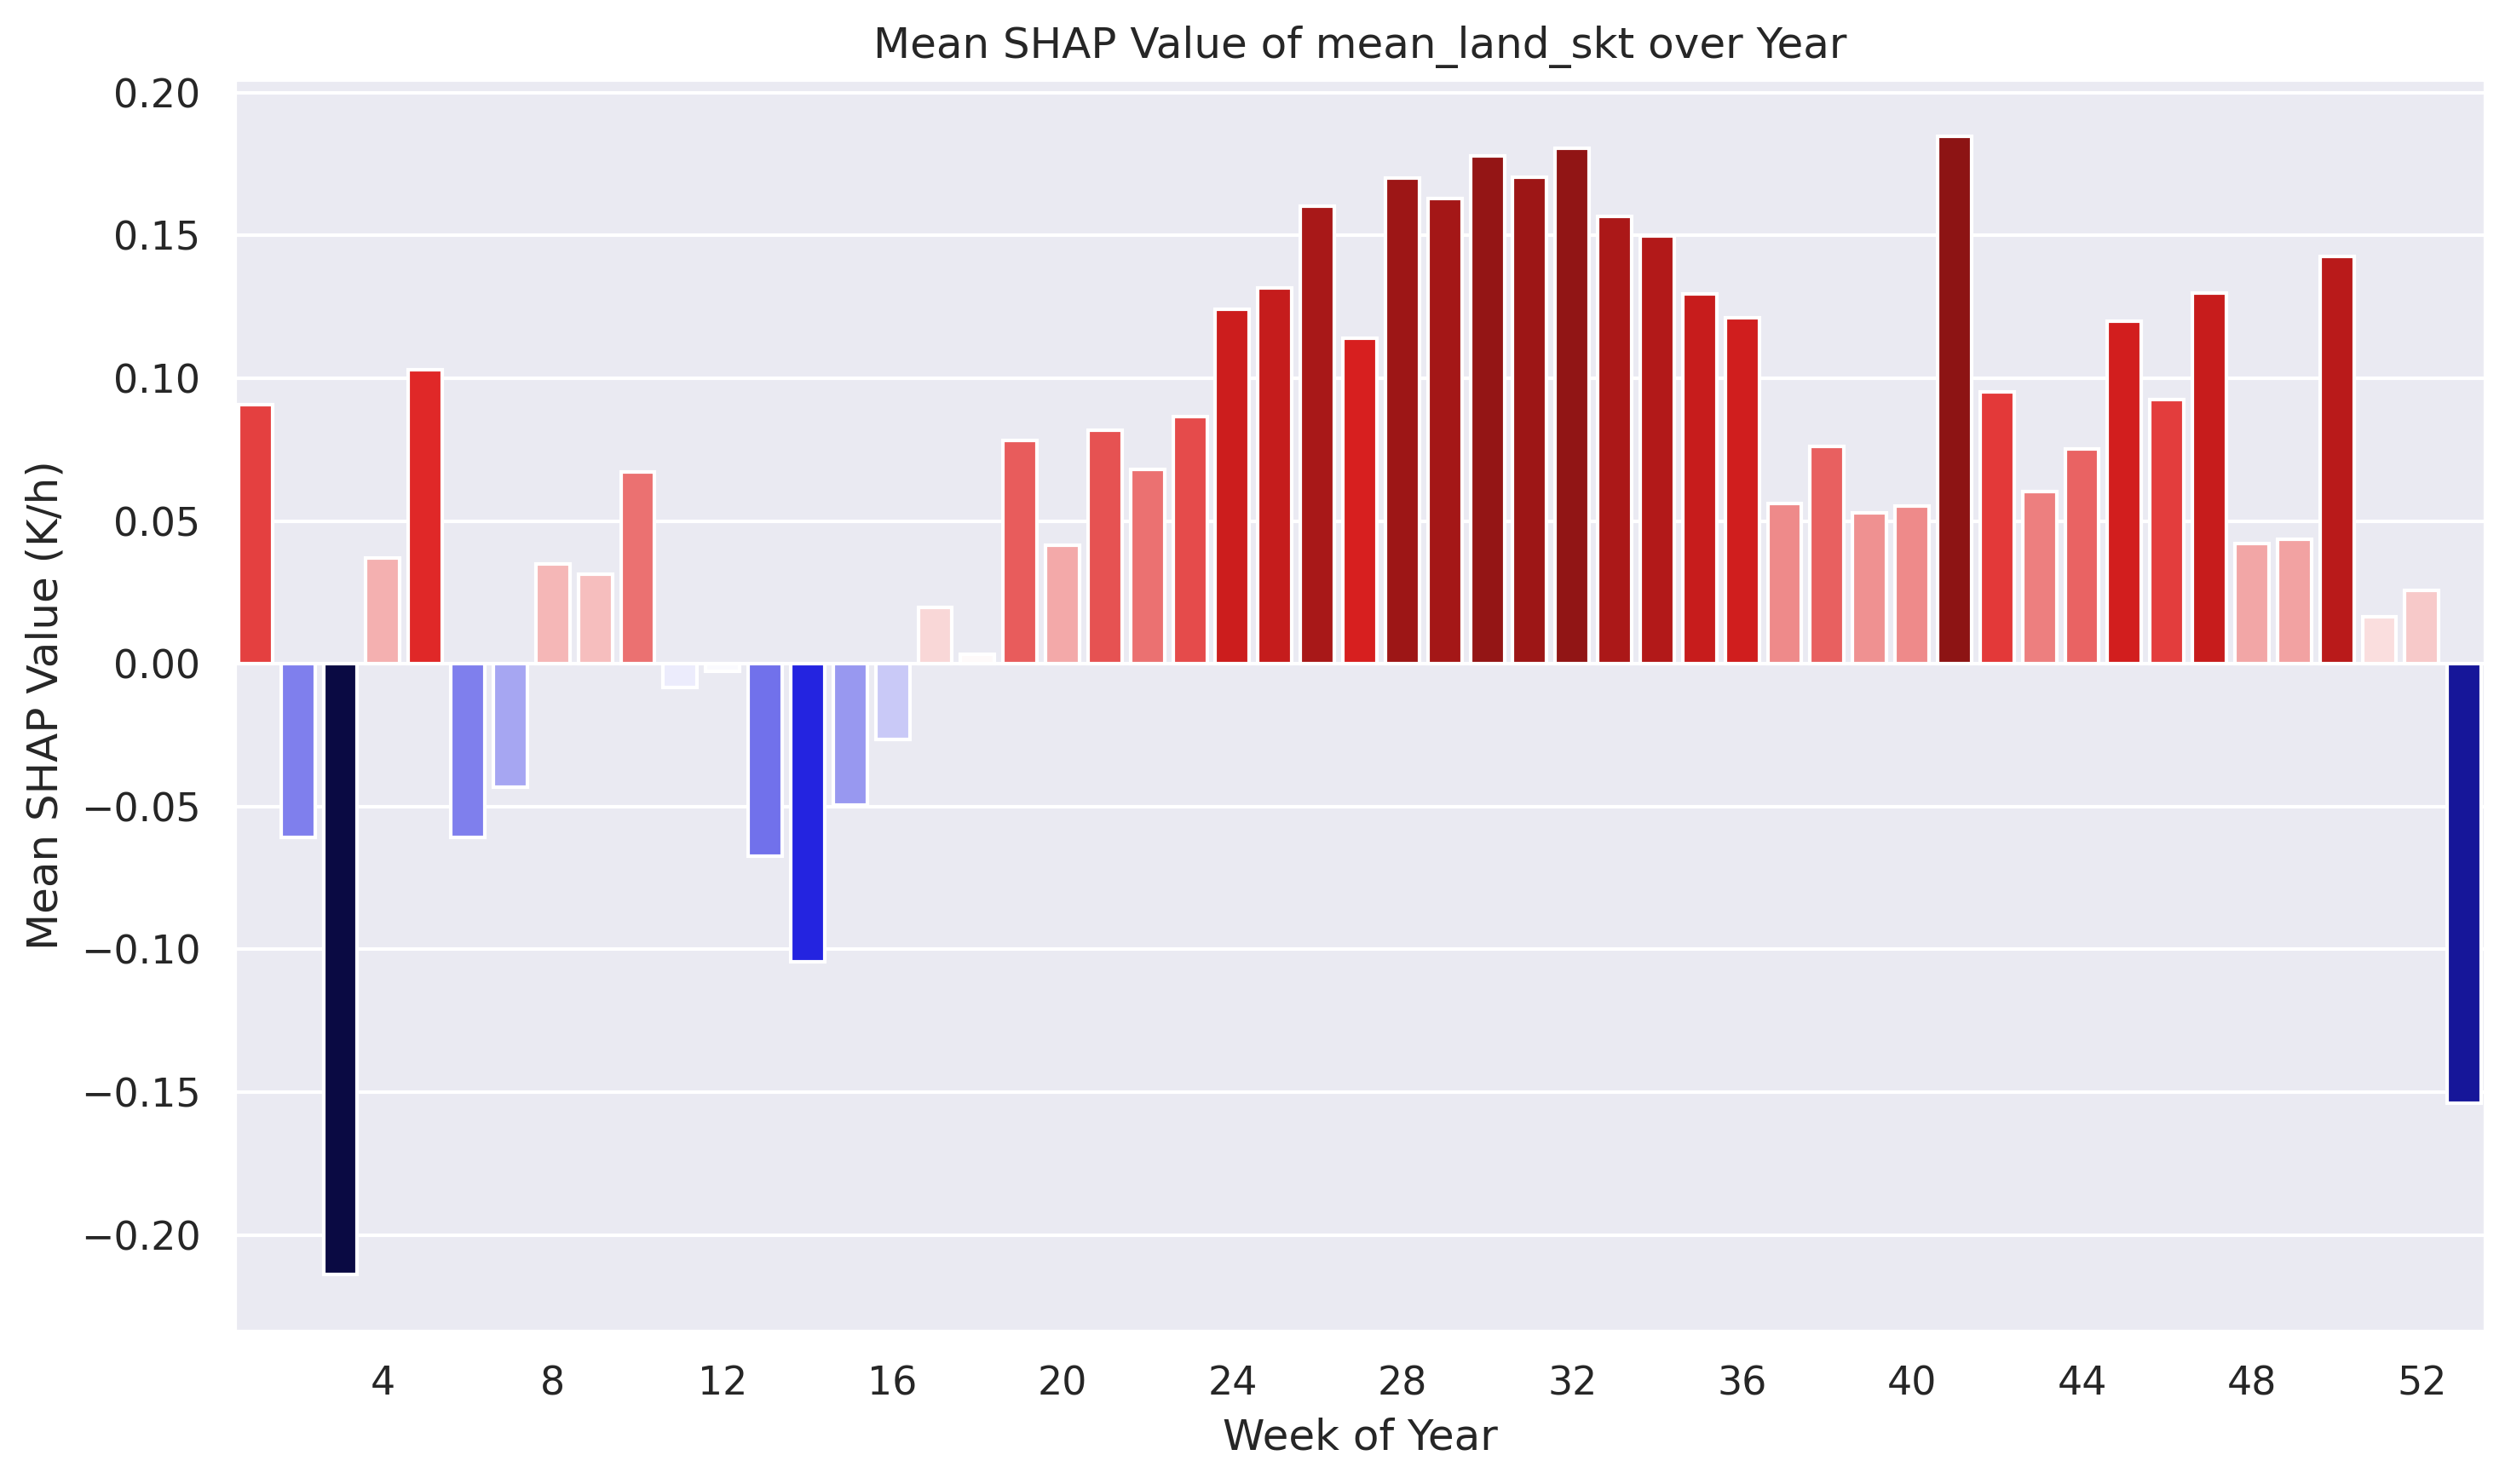 Mean SHAP Value of mean_land_skt over Year
Mean SHAP Value (K/h)
0.20
0.15
0.10
0.05
0.00
−0.05
−0.10
−0.15
−0.20
4 8 12 16 20 24 28 32 36 40 44 48 52
Week of Year